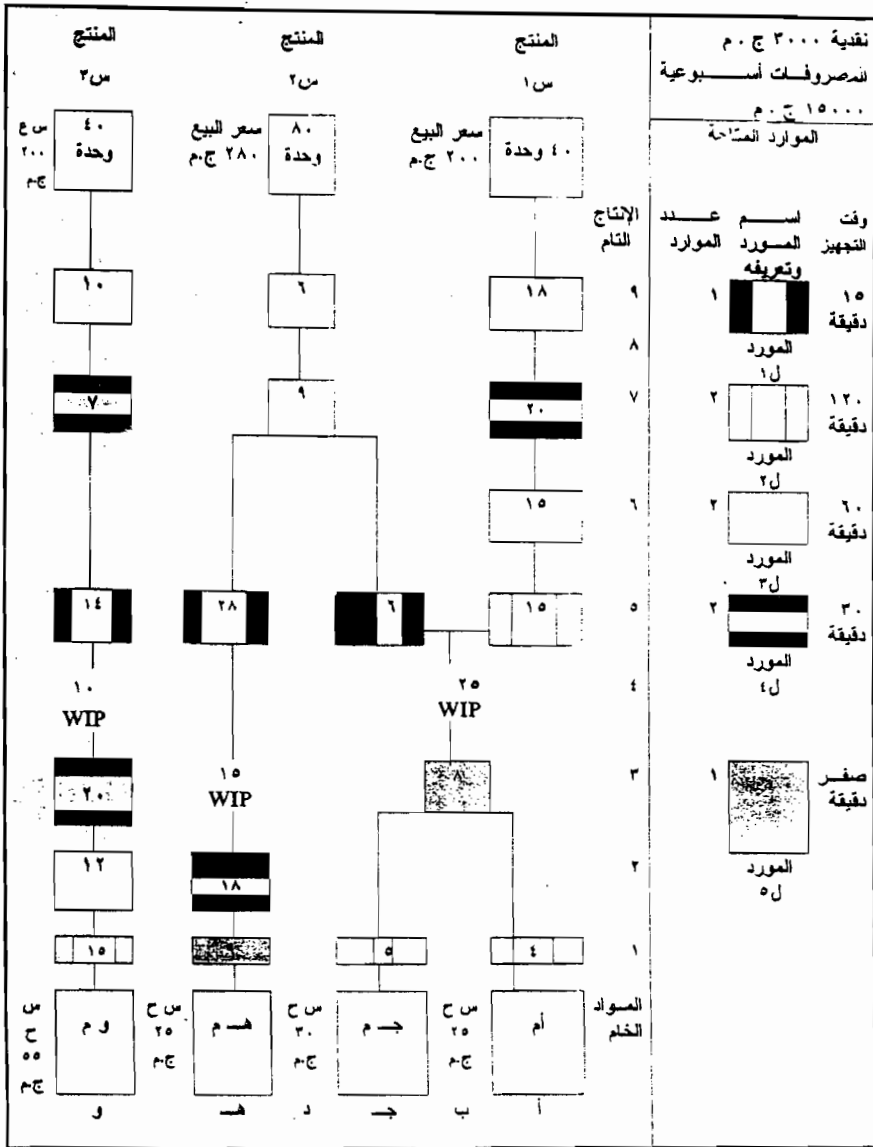 نقدية ٣٠٠٠ ج . م
المصروفات أسبوعية
١٥٠٠٠ ج . م
الموارد المتاحة
وقت التجهيز
اسم المورد وتعريفه
عدد الموارد
١٥ دقيقة
١
المورد
ل١
١٢٠ دقيقة
٢
المورد
ل٢
٦٠ دقيقة
٢
المورد
ل٣
٣٠ دقيقة
٢
المورد
ل٤
صفر دقيقة
١
المورد
ل٥
المنتج
المنتج
المنتج
س١
س٢
س٣
٤٠ وحدة
سعر البيع
٢٠٠ ج.م
٨٠
وحدة
سعر البيع
٢٨٠ ج.م
٤٠
وحدة
س ع
٢٠٠
ج.م
الإنتاج
التام
٩
١٨
٦
١٠
٨
٧
٢٠
٩
٧
٦
١٥
٥
١٥
٦
٢٨
١٤
٤
٢٥
WIP
١٠
WIP
٣
٨
١٥
WIP
٢٠
٢
١٨
١٢
١
٤
٥
١٥
المواد
الخام
أم
س ح
٢٥
ج.م
جـ م
س ح
٣٠
ج.م
هـ م
س ح
٢٥
ج.م
و م
س
ح
٥٥
ج.م
أ
ب
جـ
د
هـ
و